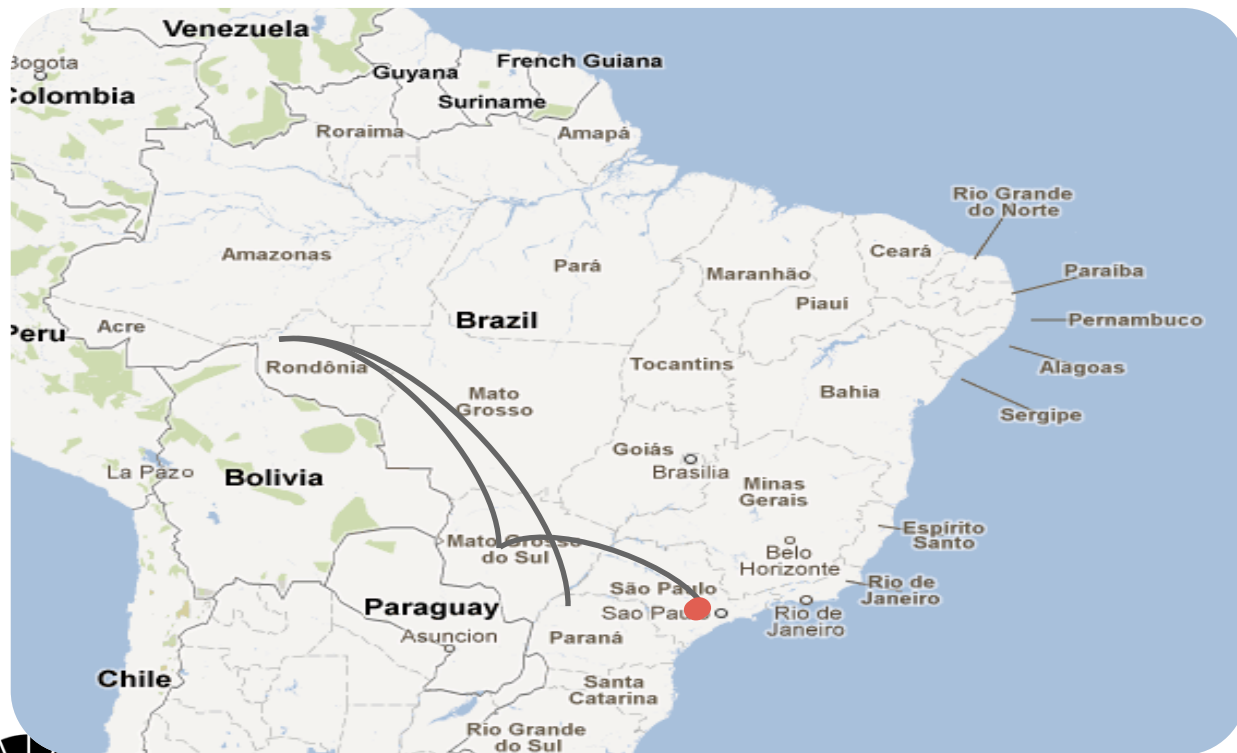 Venezuela
French Guiana
Bogota
Guyana
Colombia
Suriname
Roraima
Amapá
Rio Grande
do Norte
Amazonas
Pará
Ceará
Maranhão
Paraiba
Piauí
Brazil
Pernambuco
Peru
Acre
Rondônia
Tocantins
Alagoas
Mato
Grosso
Bahia
Sergipe
Goiás
Brasilia
La Paz
Bolivia
Minas
Gerais
Mato Grosso
do Sul
Espírito
Santo
Belo
Horizonte
São Paulo
Rio de
Janeiro
Paraguay
Sao Paulo
Rio de
Janeiro
Asuncion
Paraná
Chile
Santa
Catarina
Rio Grande
do Sul